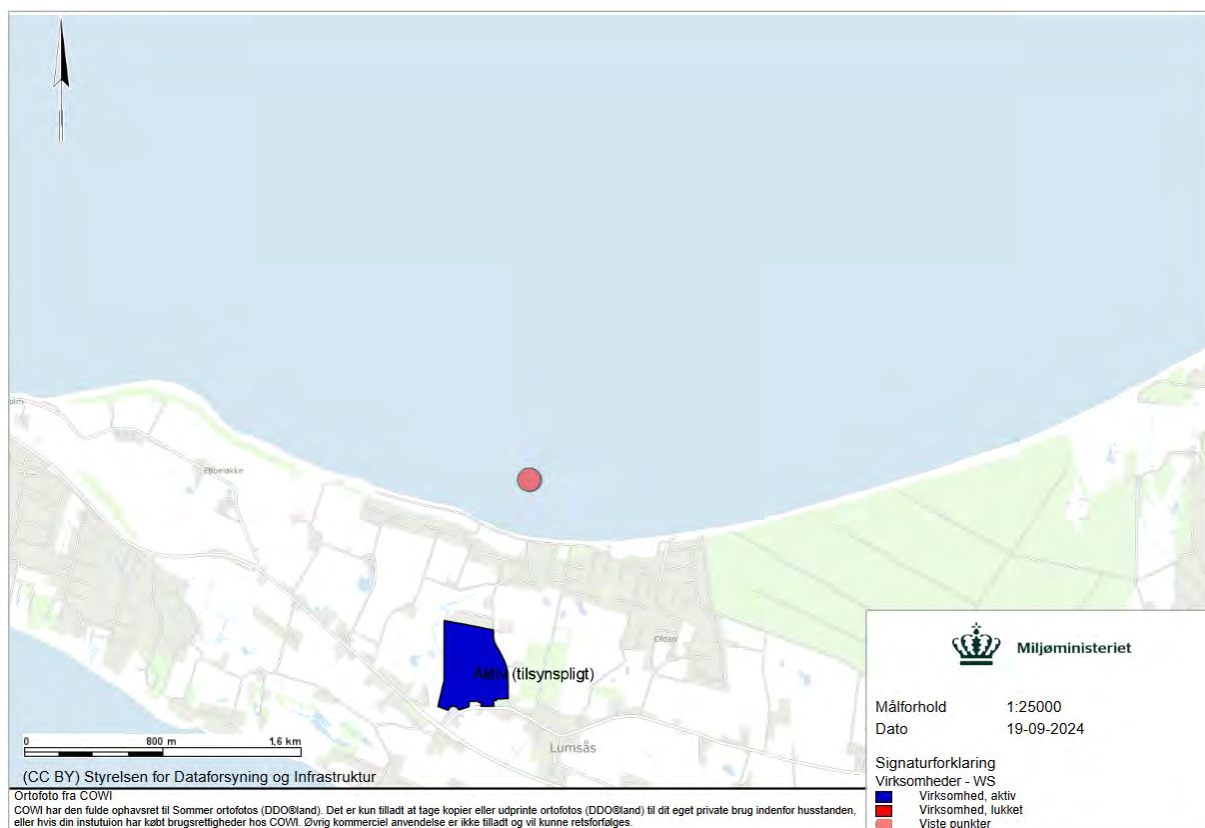 Ebbeløkke
Olden
Aktiv (tilsynspligt)
Lumsås
0 800 m 1,6 km
(CC BY) Styrelsen for Dataforsyning og Infrastruktur
Miljøministeriet
Målforhold 1:25000
Dato 19-09-2024
Signaturforklaring
Virksomheder - WS
Virksomhed, aktiv
Virksomhed, lukket
Viste punkter
Ortofoto fra COWI
COWI har den fulde ophavsret til Sommer ortofotos (DDO®land). Det er kun tilladt at tage kopier eller udprinte ortofotos (DDO®land) til dit eget private brug indenfor husstanden,
eller hvis din instutuion har købt brugsrettigheder hos COWI. Øvrig kommerciel anvendelse er ikke tilladt og vil kunne retsforfølges.